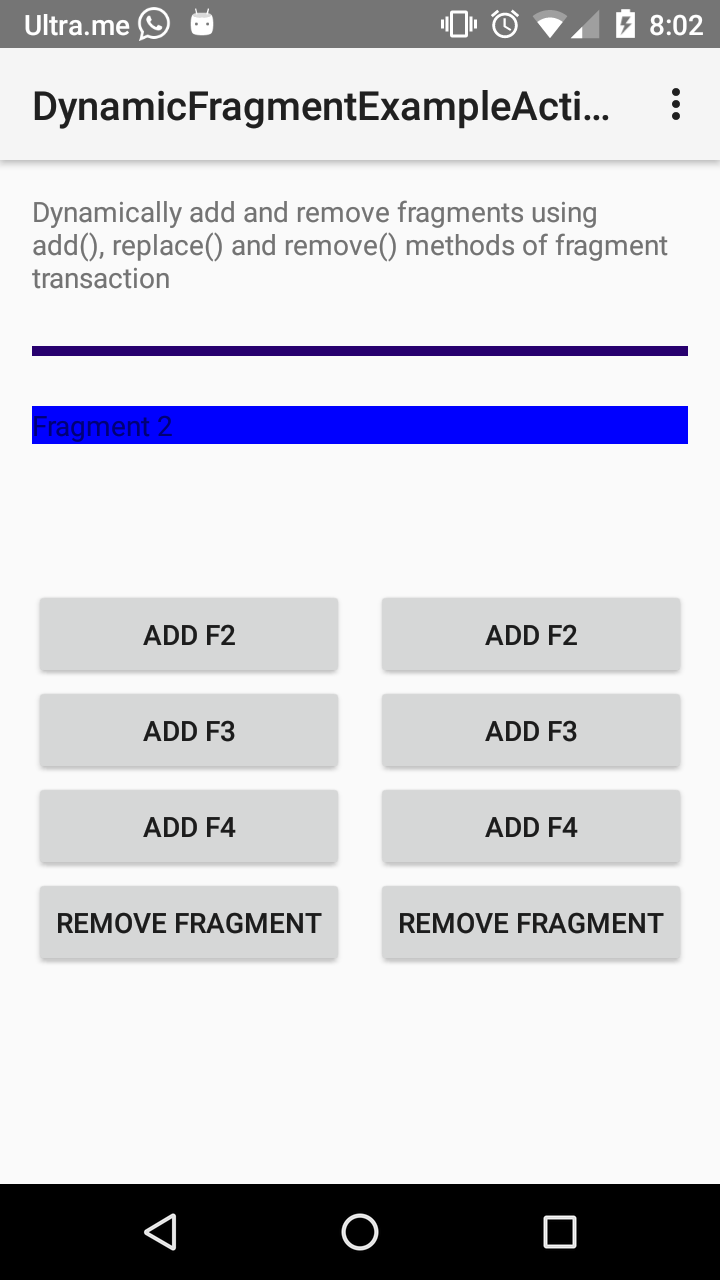 Ultra.me 8:02
DynamicFragmentExampleActi...
Dynamically add and remove fragments using
add(), replace() and remove() methods of fragment
transaction
Fragment 2
ADD F2 ADD F2
ADD F3 ADD F3
ADD F4 ADD F4
REMOVE FRAGMENT REMOVE FRAGMENT